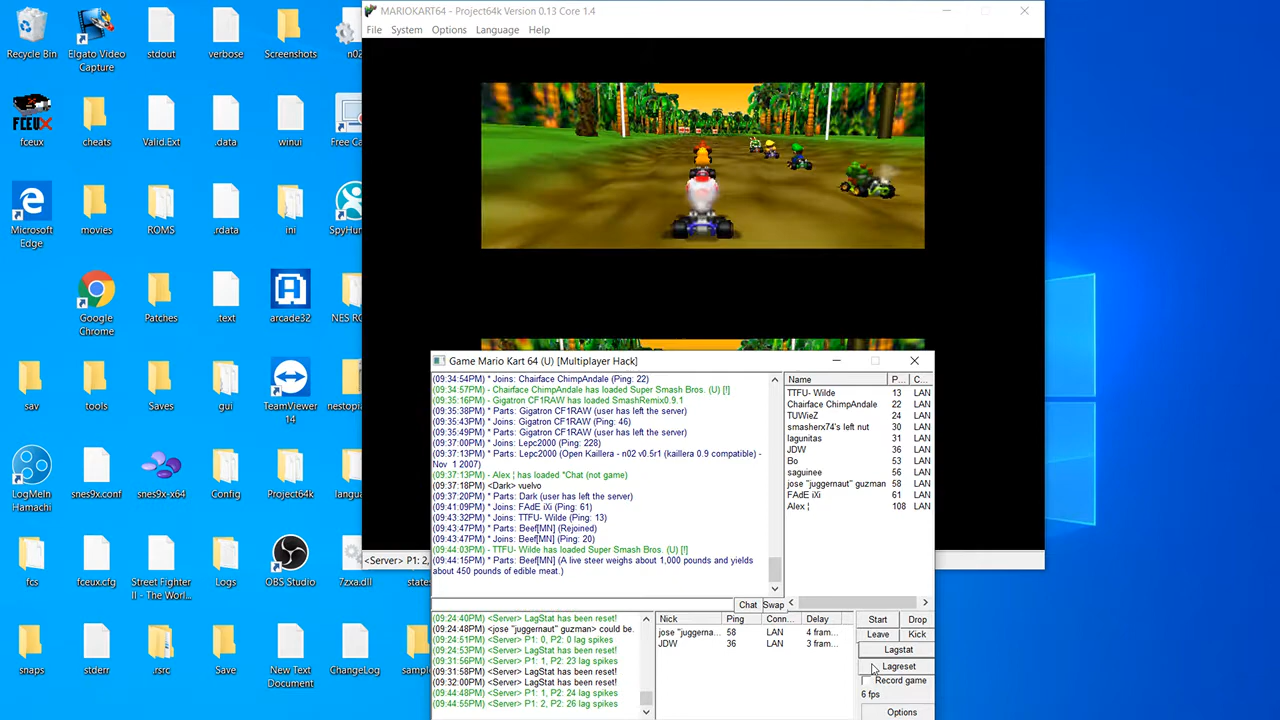 MARIOKART64 - Project64k Version 0.13 Core 1.4
File System Options Language Help
Recycle Bin
Elgato Video Capture
stdout
verbose
Screenshots
n02
FCEUX
fceux
cheats
Valid.Ext
.data
winui
Free Ca
Microsoft Edge
movies
ROMS
.rdata
ini
SpyHun
Google Chrome
Patches
.text
arcade32
NES RO
sav
tools
Saves
gui
TeamViewer 14
nestopia
LogMeIn Hamachi
snes9x.conf
snes9x-x64
Config
Project64k
langua
fcs
fceux.cfg
Street Fighter II - The Worl...
Logs
OBS Studio
7zxa.dll
states
snaps
stderr
.rsrc
Save
New Text Document
ChangeLog
sampl
<Server> P1: 2,
Game Mario Kart 64 (U) [Multiplayer Hack]
(09:34:54PM) * Joins: Chairface ChimpAndale (Ping: 22)
(09:34:57PM) - Chairface ChimpAndale has loaded Super Smash Bros. (U) [!]
(09:35:16PM) - Gigatron CF1RAW has loaded SmashRemix0.9.1
(09:35:38PM) * Parts: Gigatron CF1RAW (user has left the server)
(09:35:43PM) * Joins: Gigatron CF1RAW (Ping: 46)
(09:35:49PM) * Parts: Gigatron CF1RAW (user has left the server)
(09:37:00PM) * Joins: Lepc2000 (Ping: 228)
(09:37:13PM) * Parts: Lepc2000 (Open Kaillera - n02 v0.5r1 (kaillera 0.9 compatible) -
Nov 1 2007)
(09:37:13PM) - Alex ¦ has loaded *Chat (not game)
(09:37:18PM) <Dark> vuelvo
(09:37:20PM) * Parts: Dark (user has left the server)
(09:41:09PM) * Joins: FAdE iXi (Ping: 61)
(09:43:32PM) * Joins: TTFU- Wilde (Ping: 13)
(09:43:47PM) * Parts: Beef[MN] (Rejoined)
(09:43:47PM) * Joins: Beef[MN] (Ping: 20)
(09:44:03PM) - TTFU- Wilde has loaded Super Smash Bros. (U) [!]
(09:44:15PM) * Parts: Beef[MN] (A live steer weighs about 1,000 pounds and yields
about 450 pounds of edible meat.)
Name P... C...
TTFU- Wilde 13 LAN
Chairface ChimpAndale 22 LAN
TUWieZ 24 LAN
smasherx74's left nut 30 LAN
lagunitas 31 LAN
JDW 36 LAN
Bo 53 LAN
saguinee 56 LAN
jose "juggernaut" guzman 58 LAN
FAdE iXi 61 LAN
Alex ¦ 108 LAN
Chat Swap
(09:24:40PM) <Server> LagStat has been reset!
(09:24:48PM) <jose "juggernaut" guzman> could be.
(09:24:51PM) <Server> P1: 0, P2: 0 lag spikes
(09:24:53PM) <Server> LagStat has been reset!
(09:31:56PM) <Server> P1: 1, P2: 23 lag spikes
(09:31:58PM) <Server> LagStat has been reset!
(09:32:00PM) <Server> LagStat has been reset!
(09:44:48PM) <Server> P1: 1, P2: 24 lag spikes
(09:44:55PM) <Server> P1: 2, P2: 26 lag spikes
Nick Ping Conn... Delay
jose "juggerna... 58 LAN 4 fram...
JDW 36 LAN 3 fram...
Start Drop
Leave Kick
Lagstat
Lagreset
Record game
6 fps
Options